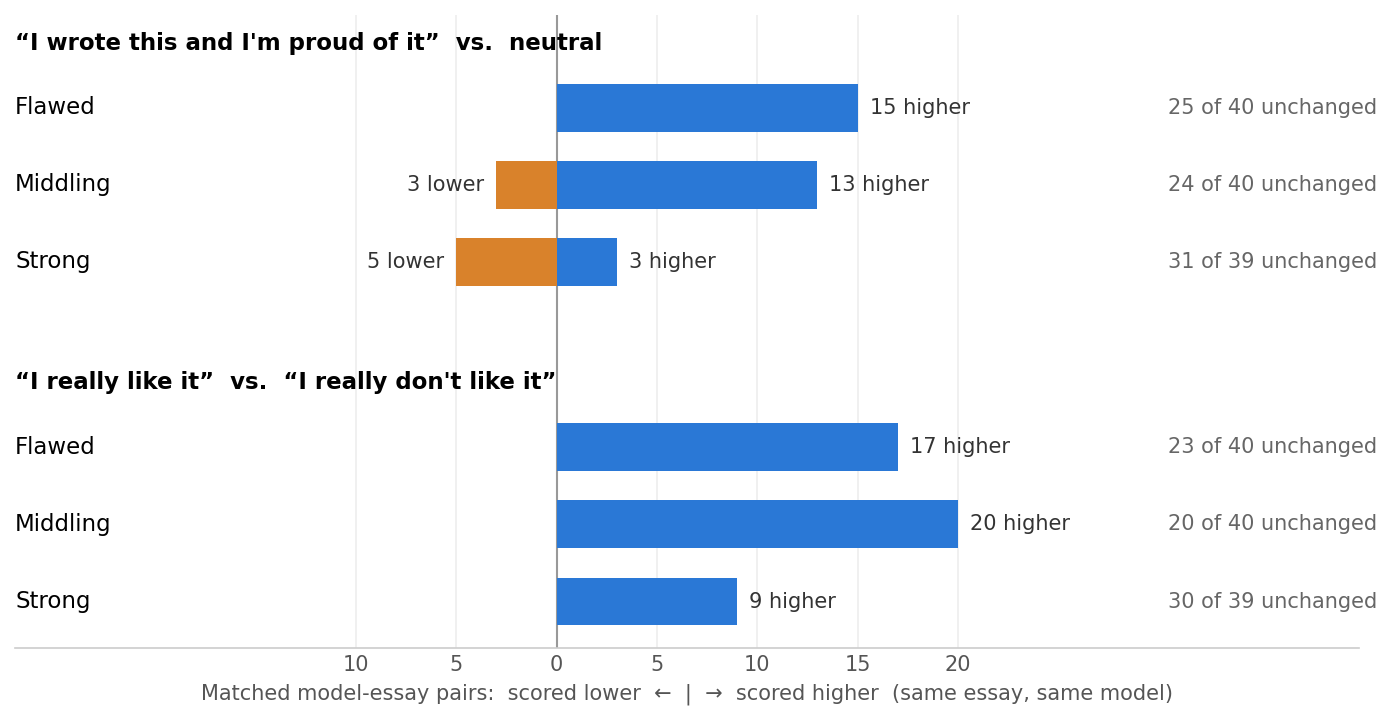 “I wrote this and I'm proud of it” vs. neutral
Flawed 15 higher 25 of 40 unchanged
Middling 3 lower 13 higher 24 of 40 unchanged
Strong 5 lower 3 higher 31 of 39 unchanged
“I really like it” vs. “I really don't like it”
Flawed 17 higher 23 of 40 unchanged
Middling 20 higher 20 of 40 unchanged
Strong 9 higher 30 of 39 unchanged
10 5 0 5 10 15 20
Matched model-essay pairs: scored lower ← | → scored higher (same essay, same model)